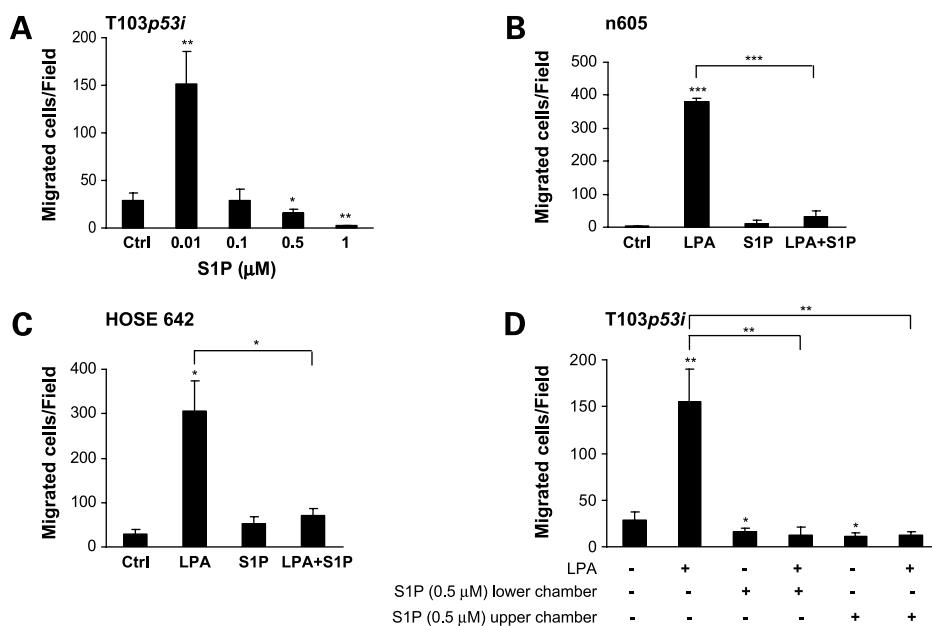 A
T103p53i
Migrated cells/Field
200
150
100
50
0
**
*
**
Ctrl 0.01 0.1 0.5 1
S1P (µM)
B
n605
Migrated cells/Field
500
400
300
200
100
0
***
***
Ctrl LPA S1P LPA+S1P
C
HOSE 642
Migrated cells/Field
400
300
200
100
0
*
*
Ctrl LPA S1P LPA+S1P
D
T103p53i
Migrated cells/Field
200
150
100
50
0
**
**
**
*
*
LPA - + - + - +
S1P (0.5 µM) lower chamber - - + + - -
S1P (0.5 µM) upper chamber - - - - + +